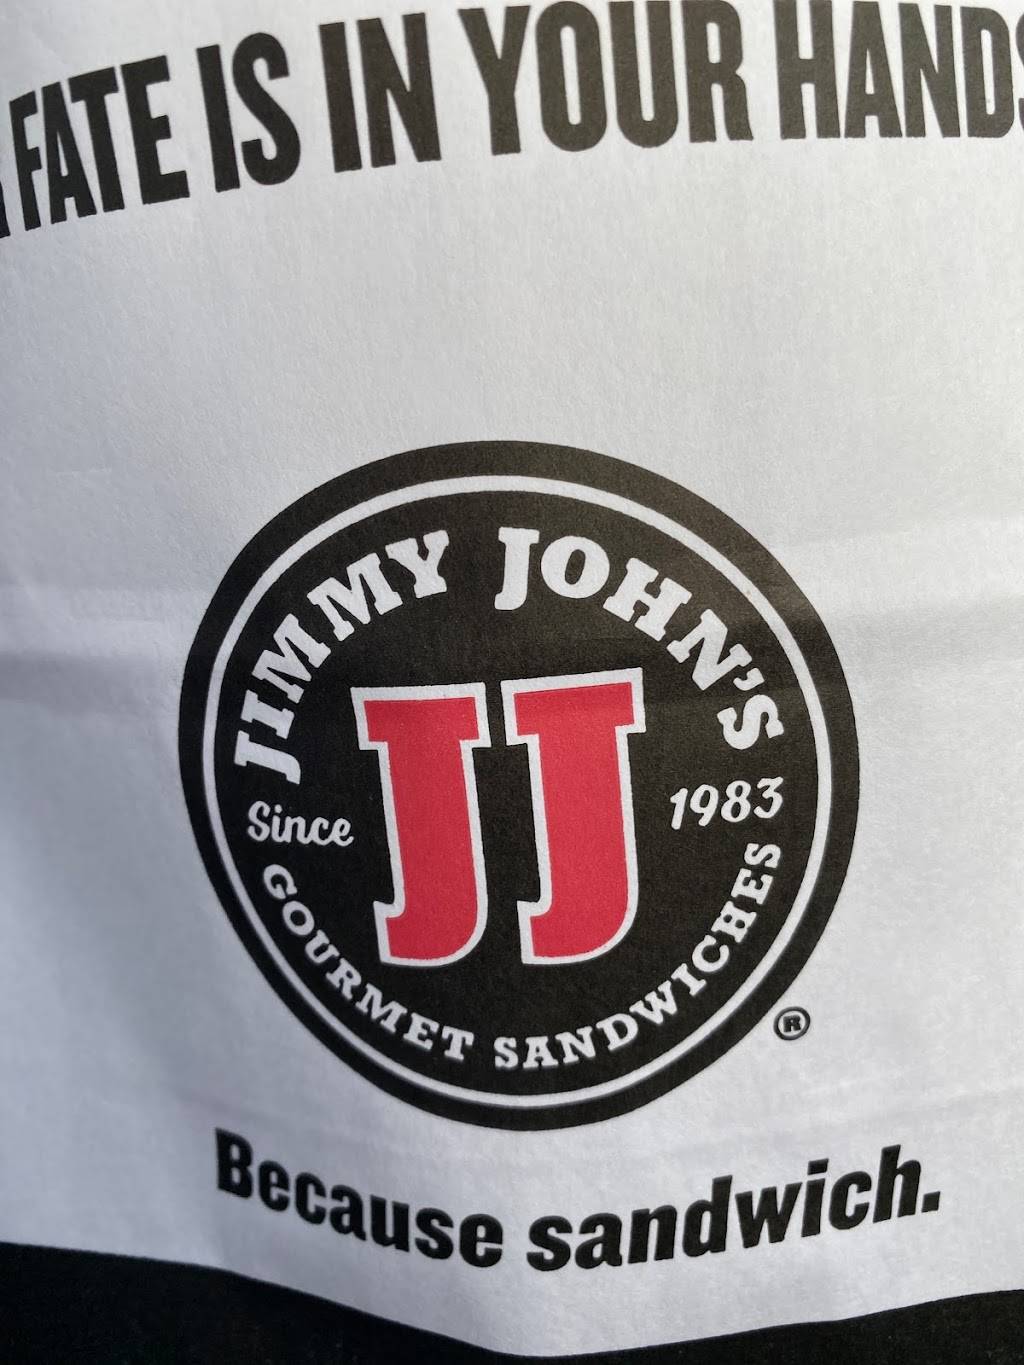 FATE IS IN YOUR HANDS
JIMMY JOHN'S
Since 1983
JJ
GOURMET SANDWICHES
®
Because sandwich.